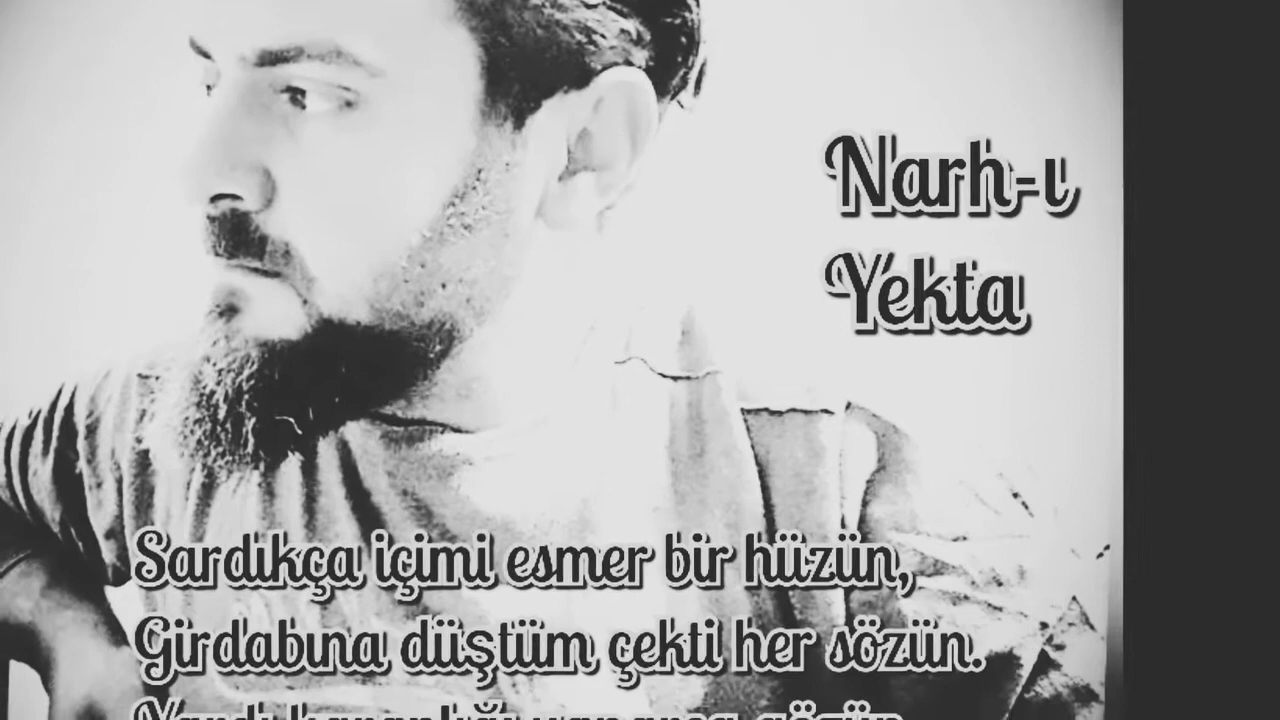 Narh-ı
Yekta
Sardıkça içimi esmer bir hüzün,
Girdabına düştüm çekti her sözün.